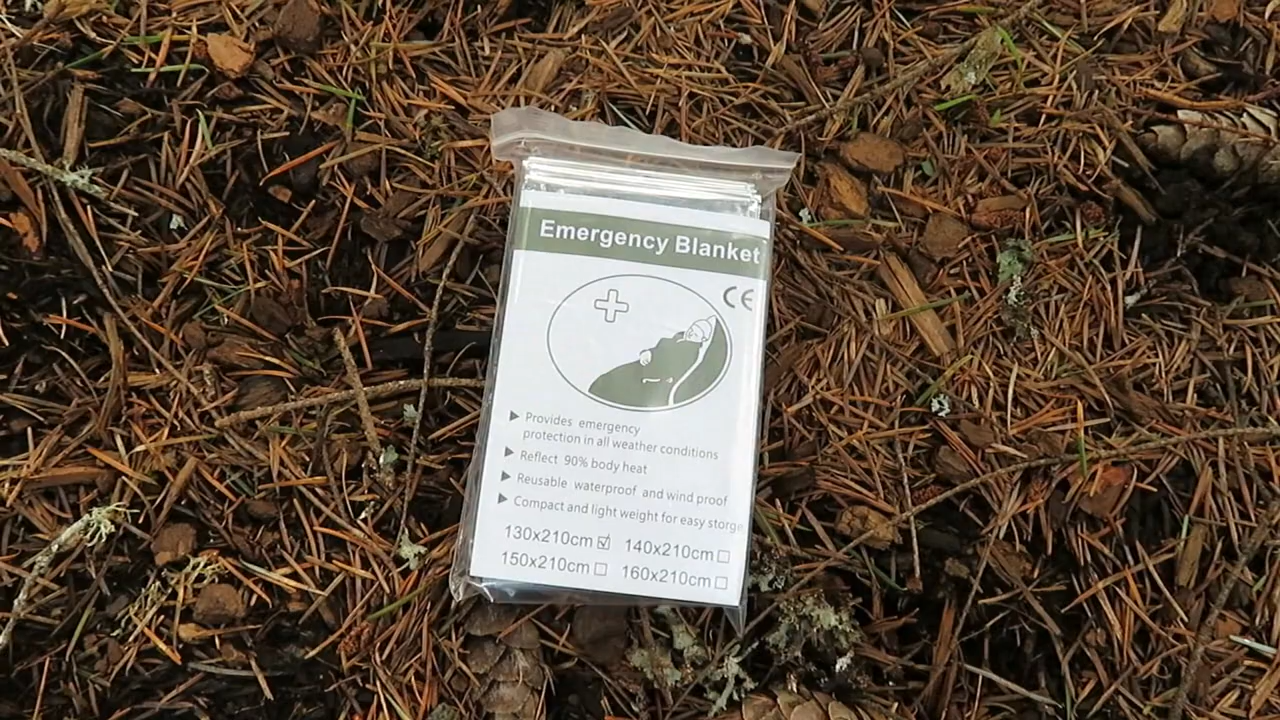 Emergency Blanket
CE
Provides emergency
protection in all weather conditions
Reflect 90% body heat
Reusable waterproof and wind proof
Compact and light weight for easy storge
130x210cm ☑ 140x210cm ☐
150x210cm ☐ 160x210cm ☐